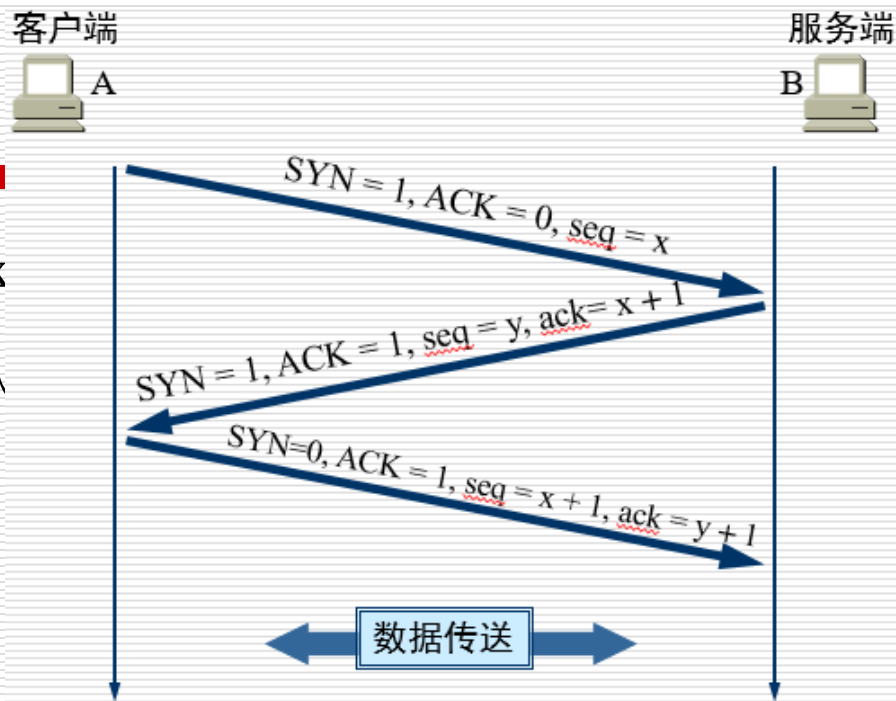 客户端
服务端
A
B
SYN = 1, ACK = 0, seq = x
SYN = 1, ACK = 1, seq = y, ack= x + 1
SYN=0, ACK = 1, seq = x + 1, ack = y + 1
数据传送